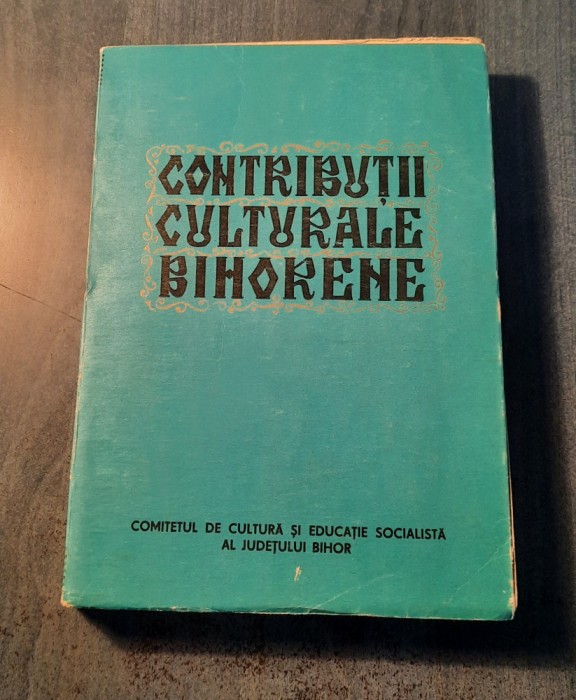 CONTRIBUȚII
CULTURALE
BIHORENE
COMITETUL DE CULTURĂ ȘI EDUCAȚIE SOCIALISTĂ
AL JUDEȚULUI BIHOR